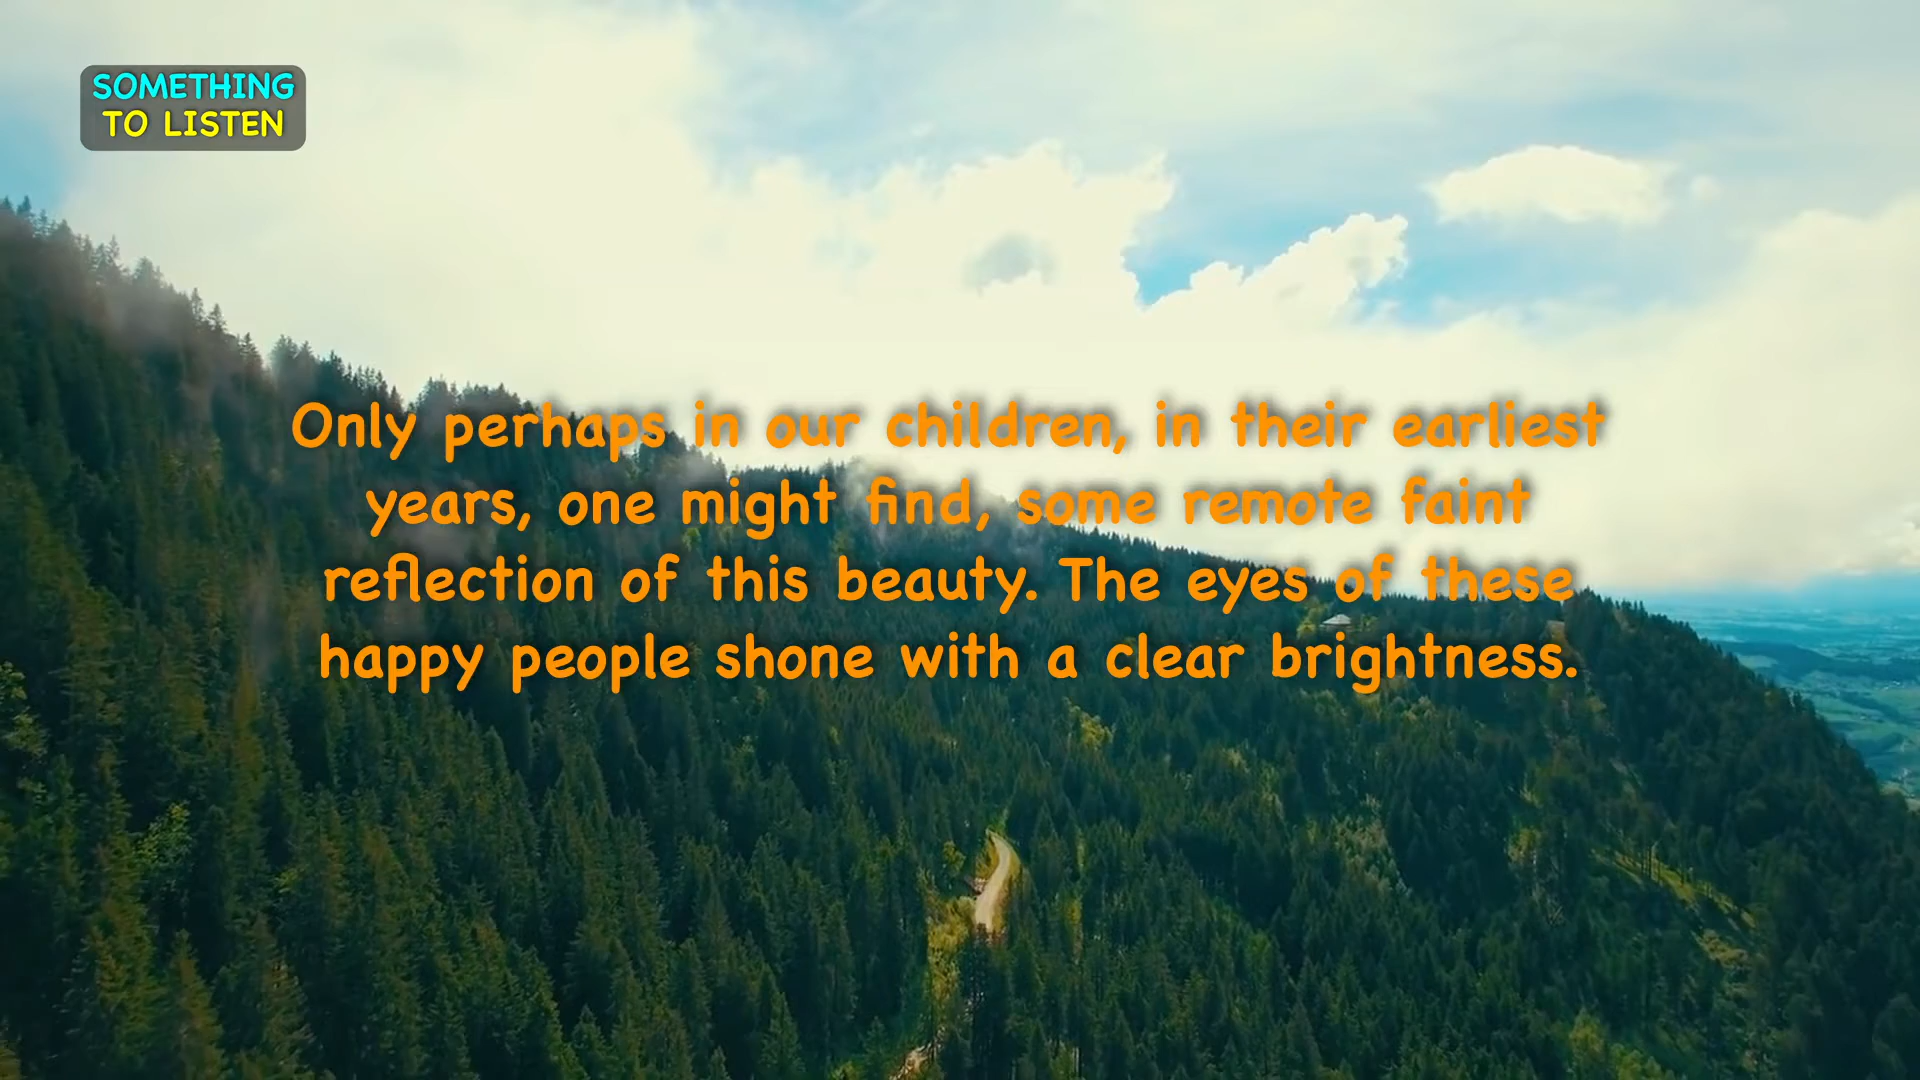 SOMETHING
TO LISTEN
Only perhaps in our children, in their earliest
years, one might find, some remote faint
reflection of this beauty. The eyes of these
happy people shone with a clear brightness.